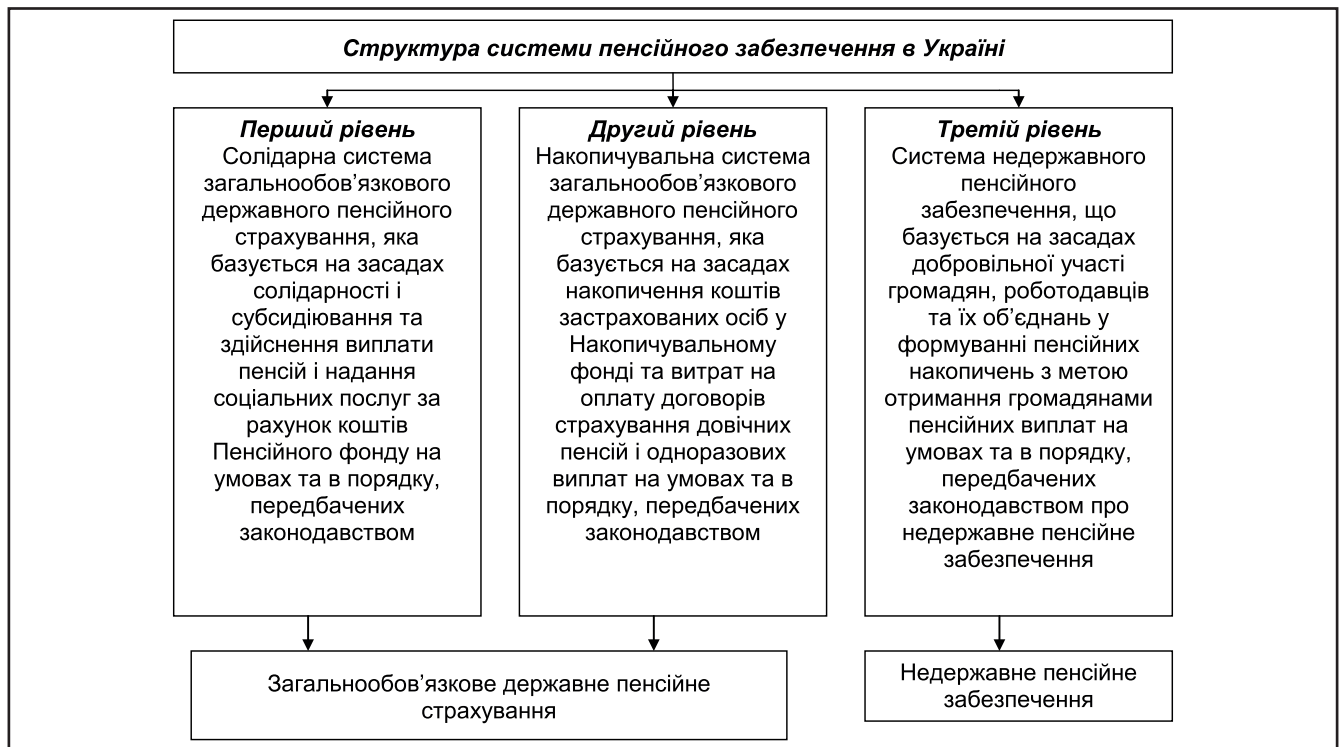 Структура системи пенсійного забезпечення в Україні
Перший рівень
Солідарна система
загальнообов’язкового
державного пенсійного
страхування, яка
базується на засадах
солідарності і
субсидіювання та
здійснення виплати
пенсій і надання
соціальних послуг за
рахунок коштів
Пенсійного фонду на
умовах та в порядку,
передбачених
законодавством
Другий рівень
Накопичувальна система
загальнообов’язкового
державного пенсійного
страхування, яка
базується на засадах
накопичення коштів
застрахованих осіб у
Накопичувальному
фонді та витрат на
оплату договорів
страхування довічних
пенсій і одноразових
виплат на умовах та в
порядку, передбачених
законодавством
Третій рівень
Система недержавного
пенсійного
забезпечення, що
базується на засадах
добровільної участі
громадян, роботодавців
та їх об’єднань у
формуванні пенсійних
накопичень з метою
отримання громадянами
пенсійних виплат на
умовах та в порядку,
передбачених
законодавством про
недержавне пенсійне
забезпечення
Загальнообов’язкове державне пенсійне
страхування
Недержавне пенсійне
забезпечення